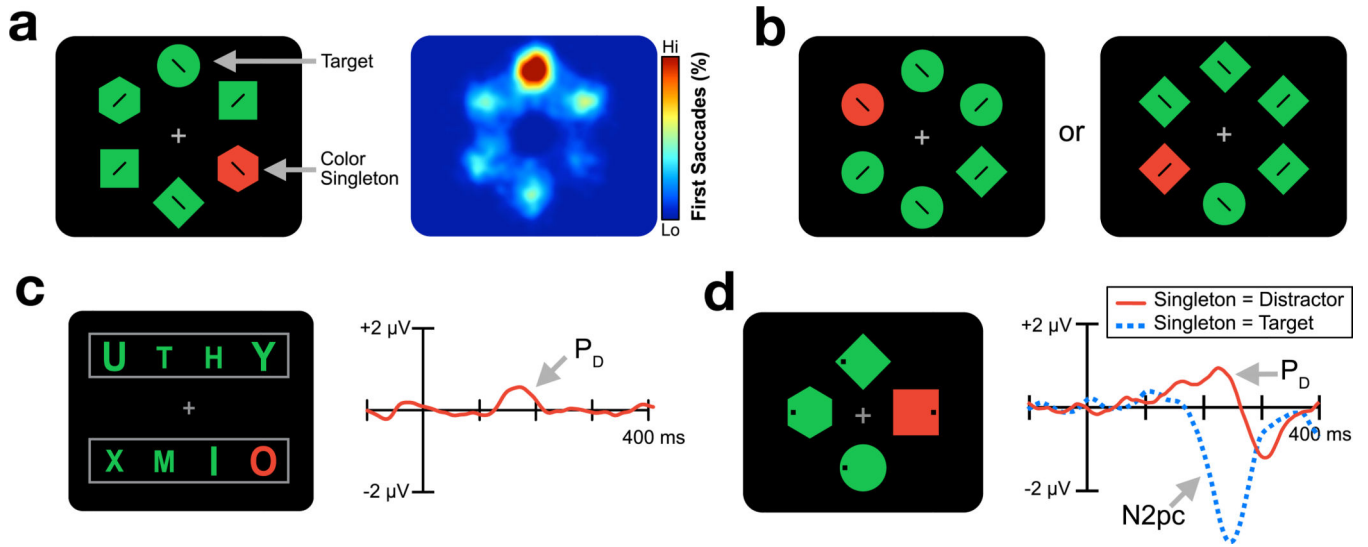 a
Target
Color
Singleton
Hi
First Saccades (%)
Lo
b
or
c
U T H Y
X M I O
+2 μV
P_D
400 ms
-2 μV
d
Singleton = Distractor
Singleton = Target
+2 μV
P_D
400 ms
-2 μV
N2pc